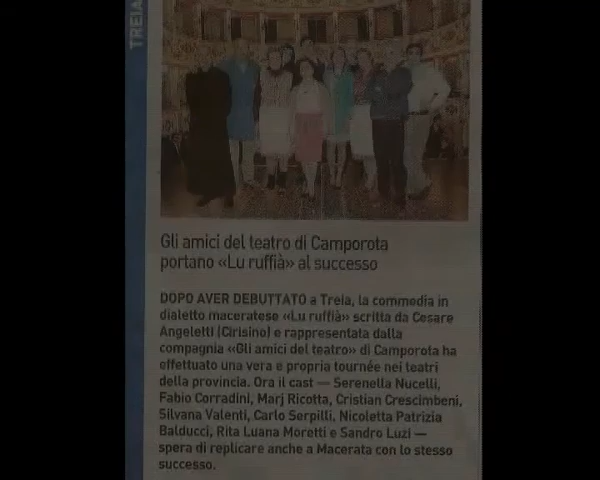 TREIA
Gli amici del teatro di Camporota
portano «Lu ruffià» al successo
DOPO AVER DEBUTTATO a Treia, la commedia in
dialetto maceratese «Lu ruffià» scritta da Cesare
Angeletti (Cirisino) e rappresentata dalla
compagnia «Gli amici del teatro» di Camporota ha
effettuato una vera e propria tournée nei teatri
della provincia. Ora il cast — Serenella Nucelli,
Fabio Corradini, Marj Ricotta, Cristian Crescimbeni,
Silvana Valenti, Carlo Serpilli, Nicoletta Patrizia
Balducci, Rita Luana Moretti e Sandro Luzi —
spera di replicare anche a Macerata con lo stesso
successo.